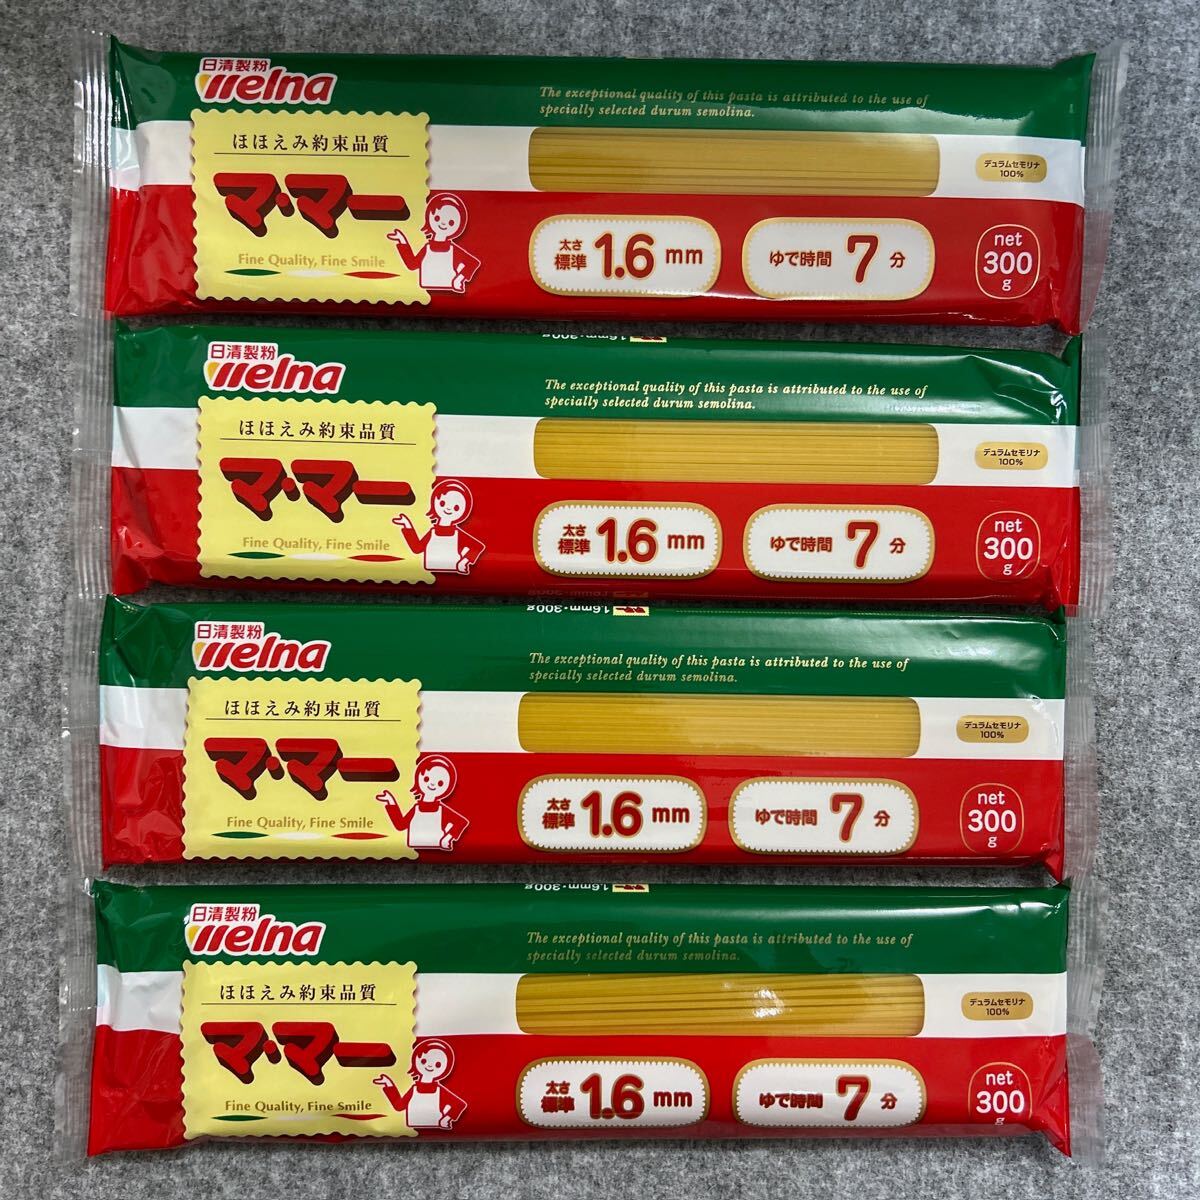 日清製粉
Welna
The exceptional quality of this pasta is attributed to the use of
specially selected durum semolina.
ほほえみ約束品質
マ・マー
Fine Quality, Fine Smile
デュラムセモリナ
100%
太さ
標準 1.6 mm
ゆで時間 7 分
net
300
g
1.6mm・300g
日清製粉
Welna
The exceptional quality of this pasta is attributed to the use of
specially selected durum semolina.
ほほえみ約束品質
マ・マー
Fine Quality, Fine Smile
デュラムセモリナ
100%
太さ
標準 1.6 mm
ゆで時間 7 分
net
300
g
1.6mm・300g
日清製粉
Welna
The exceptional quality of this pasta is attributed to the use of
specially selected durum semolina.
ほほえみ約束品質
マ・マー
Fine Quality, Fine Smile
デュラムセモリナ
100%
太さ
標準 1.6 mm
ゆで時間 7 分
net
300
g
1.6mm・300g
日清製粉
Welna
The exceptional quality of this pasta is attributed to the use of
specially selected durum semolina.
ほほえみ約束品質
マ・マー
Fine Quality, Fine Smile
デュラムセモリナ
100%
太さ
標準 1.6 mm
ゆで時間 7 分
net
300
g